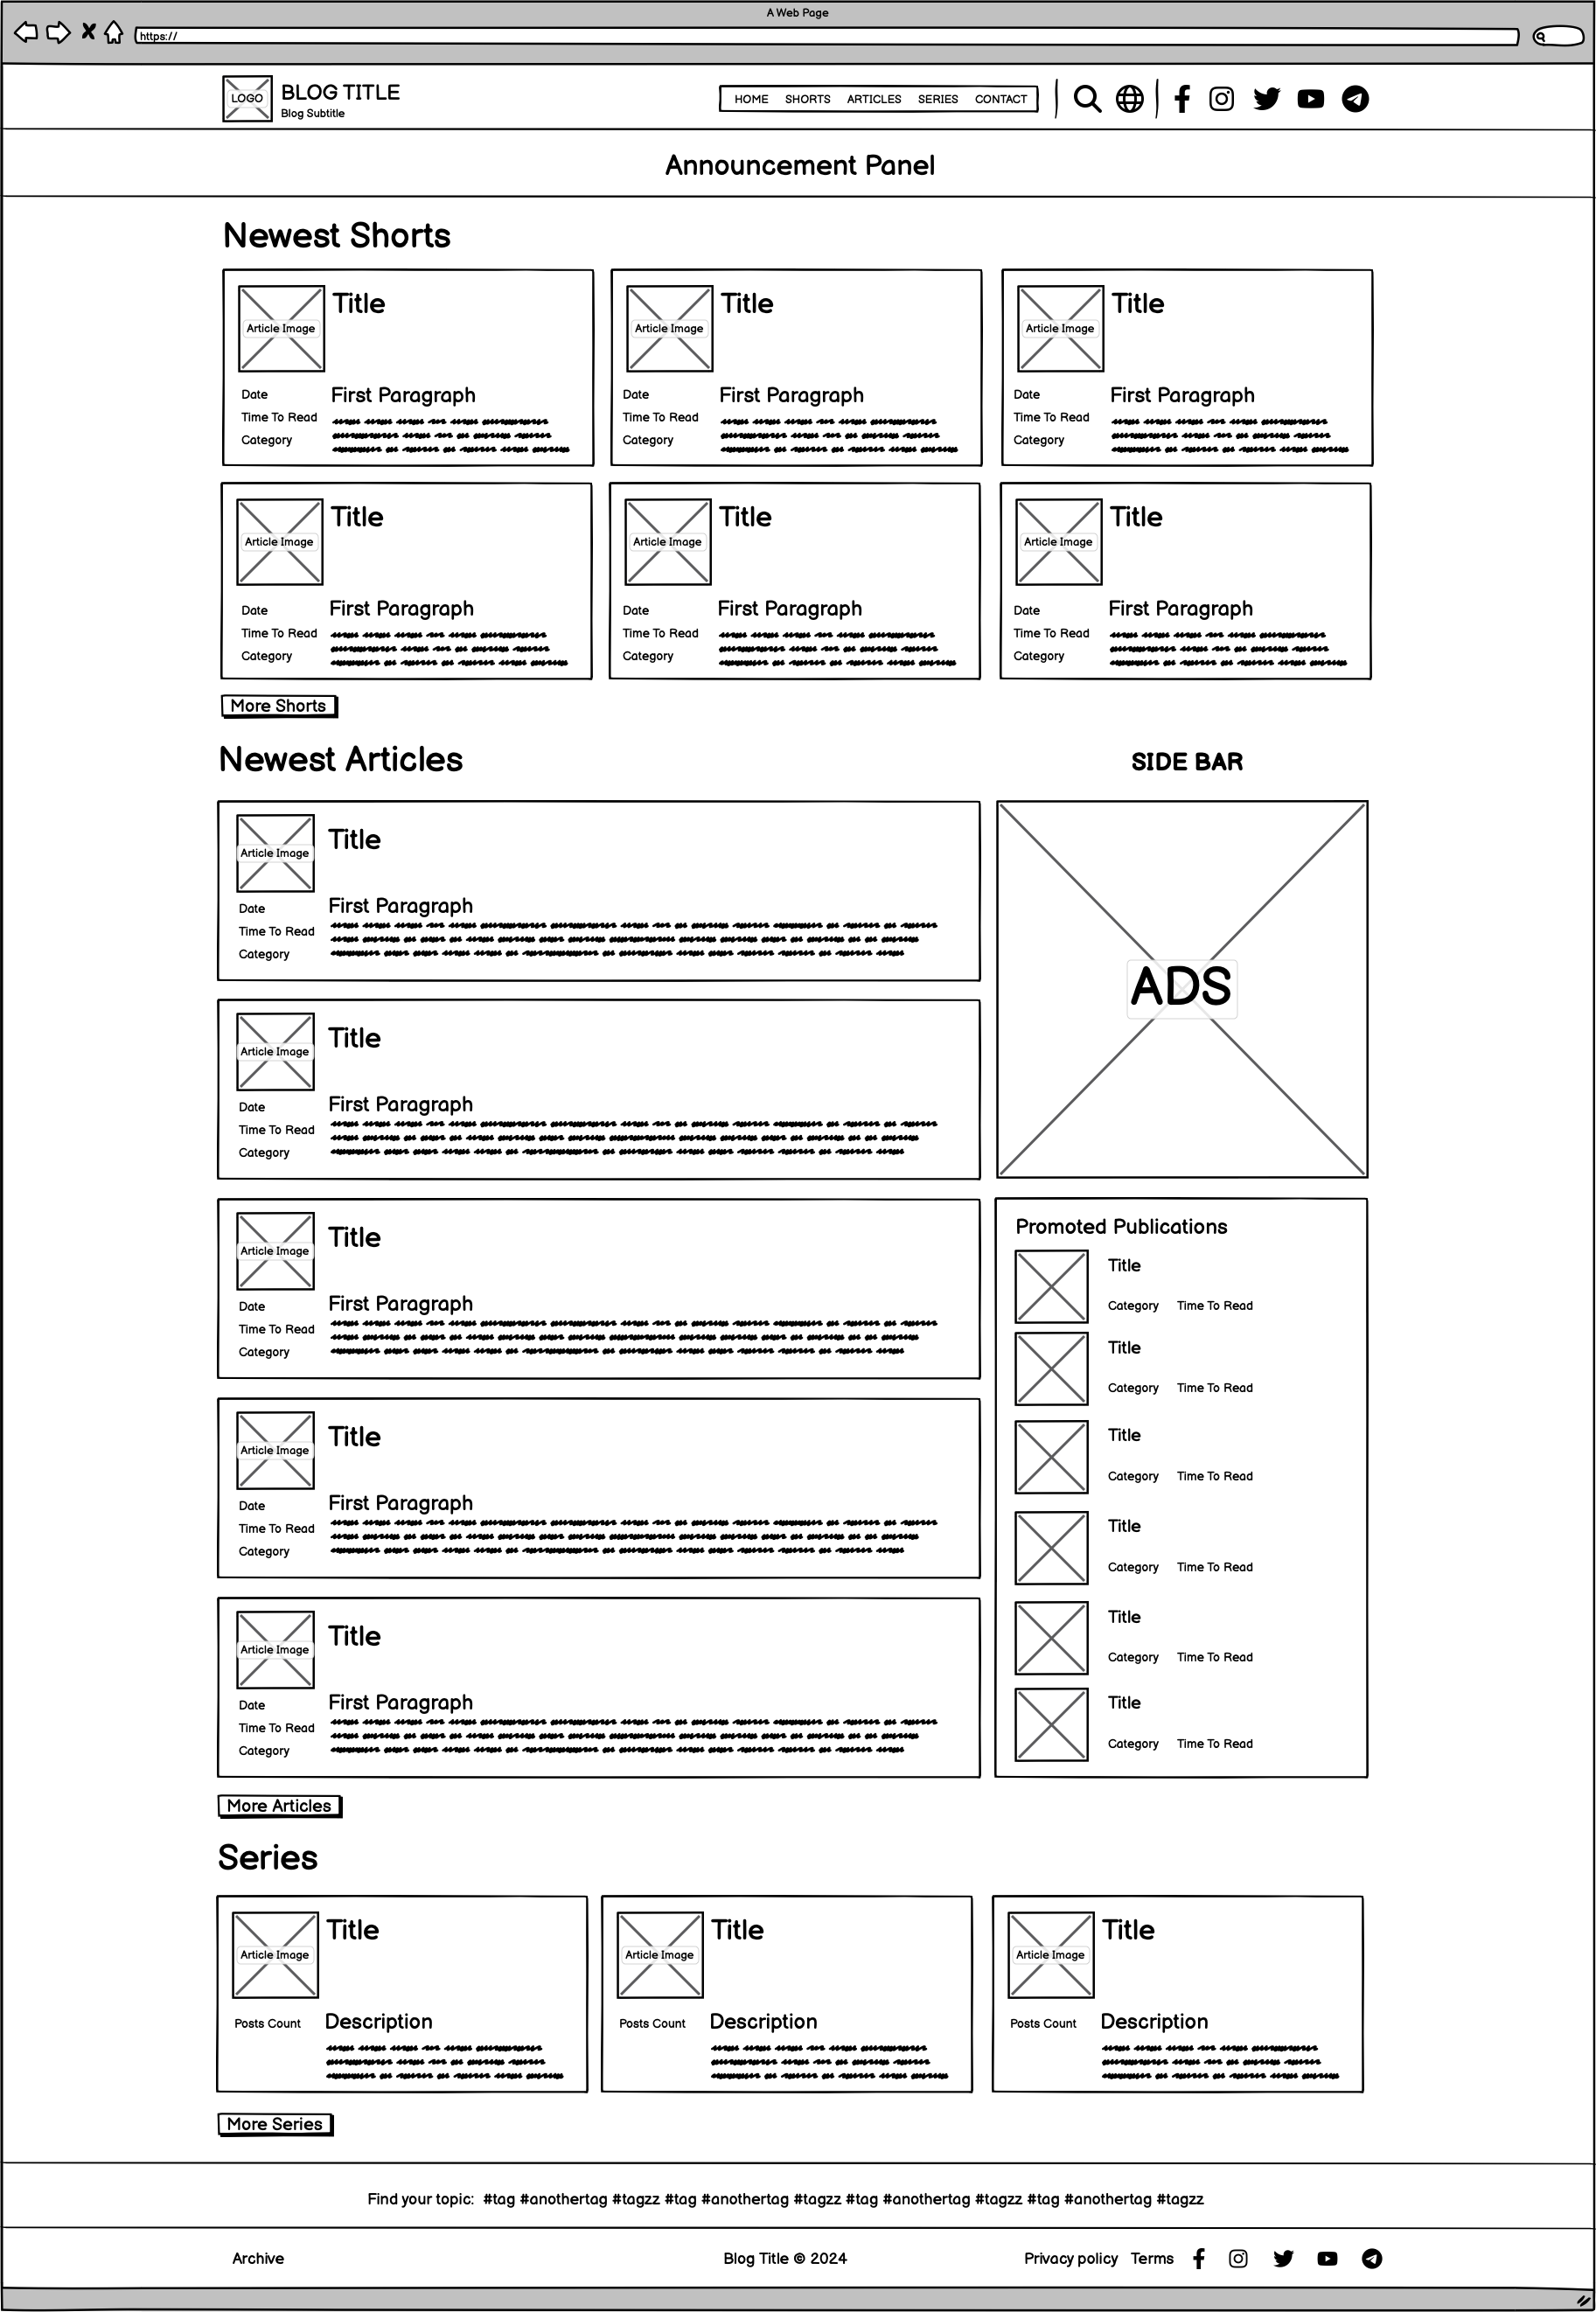 A Web Page
https://
LOGO
BLOG TITLE
Blog Subtitle
HOME SHORTS ARTICLES SERIES CONTACT
Announcement Panel
Newest Shorts
Article Image
Title
Date
Time To Read
Category
First Paragraph
Article Image
Title
Date
Time To Read
Category
First Paragraph
Article Image
Title
Date
Time To Read
Category
First Paragraph
Article Image
Title
Date
Time To Read
Category
First Paragraph
Article Image
Title
Date
Time To Read
Category
First Paragraph
Article Image
Title
Date
Time To Read
Category
First Paragraph
More Shorts
Newest Articles
Article Image
Title
Date
Time To Read
Category
First Paragraph
Article Image
Title
Date
Time To Read
Category
First Paragraph
Article Image
Title
Date
Time To Read
Category
First Paragraph
Article Image
Title
Date
Time To Read
Category
First Paragraph
Article Image
Title
Date
Time To Read
Category
First Paragraph
More Articles
SIDE BAR
ADS
Promoted Publications
Title
Category Time To Read
Title
Category Time To Read
Title
Category Time To Read
Title
Category Time To Read
Title
Category Time To Read
Title
Category Time To Read
Series
Article Image
Title
Posts Count
Description
Article Image
Title
Posts Count
Description
Article Image
Title
Posts Count
Description
More Series
Find your topic: #tag #anothertag #tagzz #tag #anothertag #tagzz #tag #anothertag #tagzz #tag #anothertag #tagzz
Archive
Blog Title © 2024
Privacy policy Terms